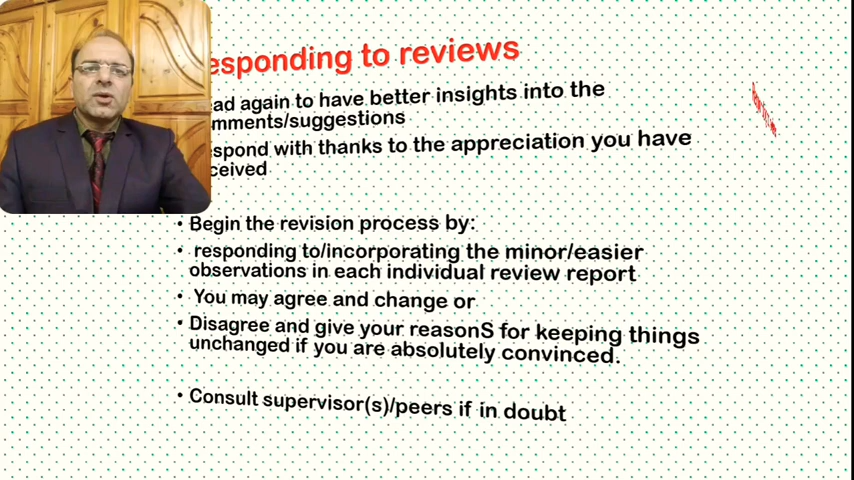 esponding to reviews
ead again to have better insights into the
mments/suggestions
spond with thanks to the appreciation you have
ceived
• Begin the revision process by:
• responding to/incorporating the minor/easier
observations in each individual review report
• You may agree and change or
• Disagree and give your reasonS for keeping things
unchanged if you are absolutely convinced.
• Consult supervisor(s)/peers if in doubt